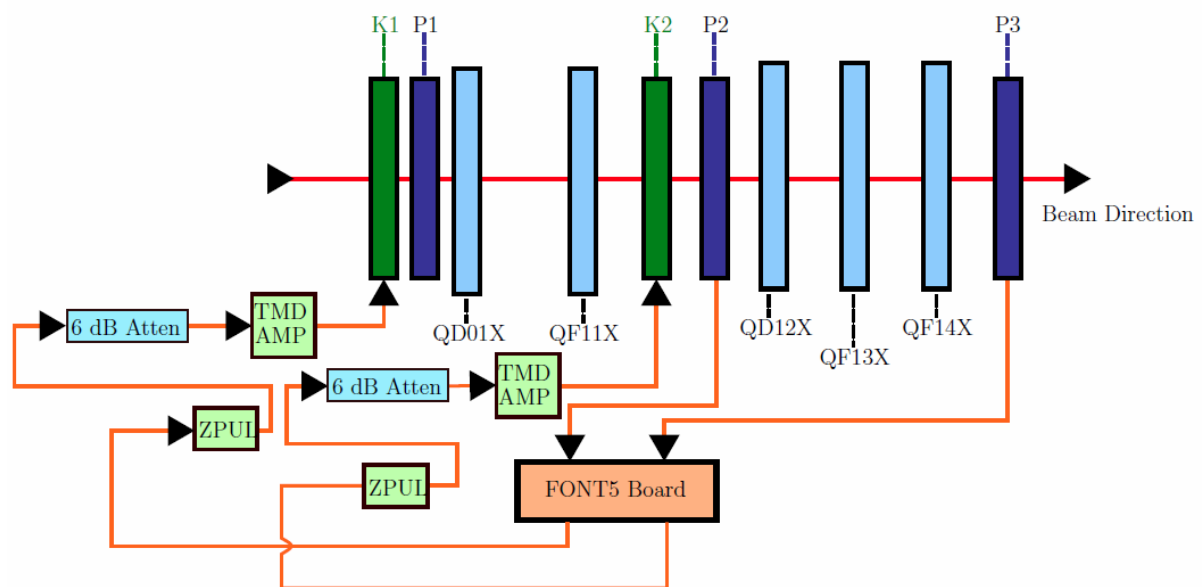 K1 P1 K2 P2 P3
Beam Direction
6 dB Atten
TMD
AMP
QD01X
QF11X
QD12X
QF13X
QF14X
6 dB Atten
TMD
AMP
ZPUL
ZPUL
FONT5 Board